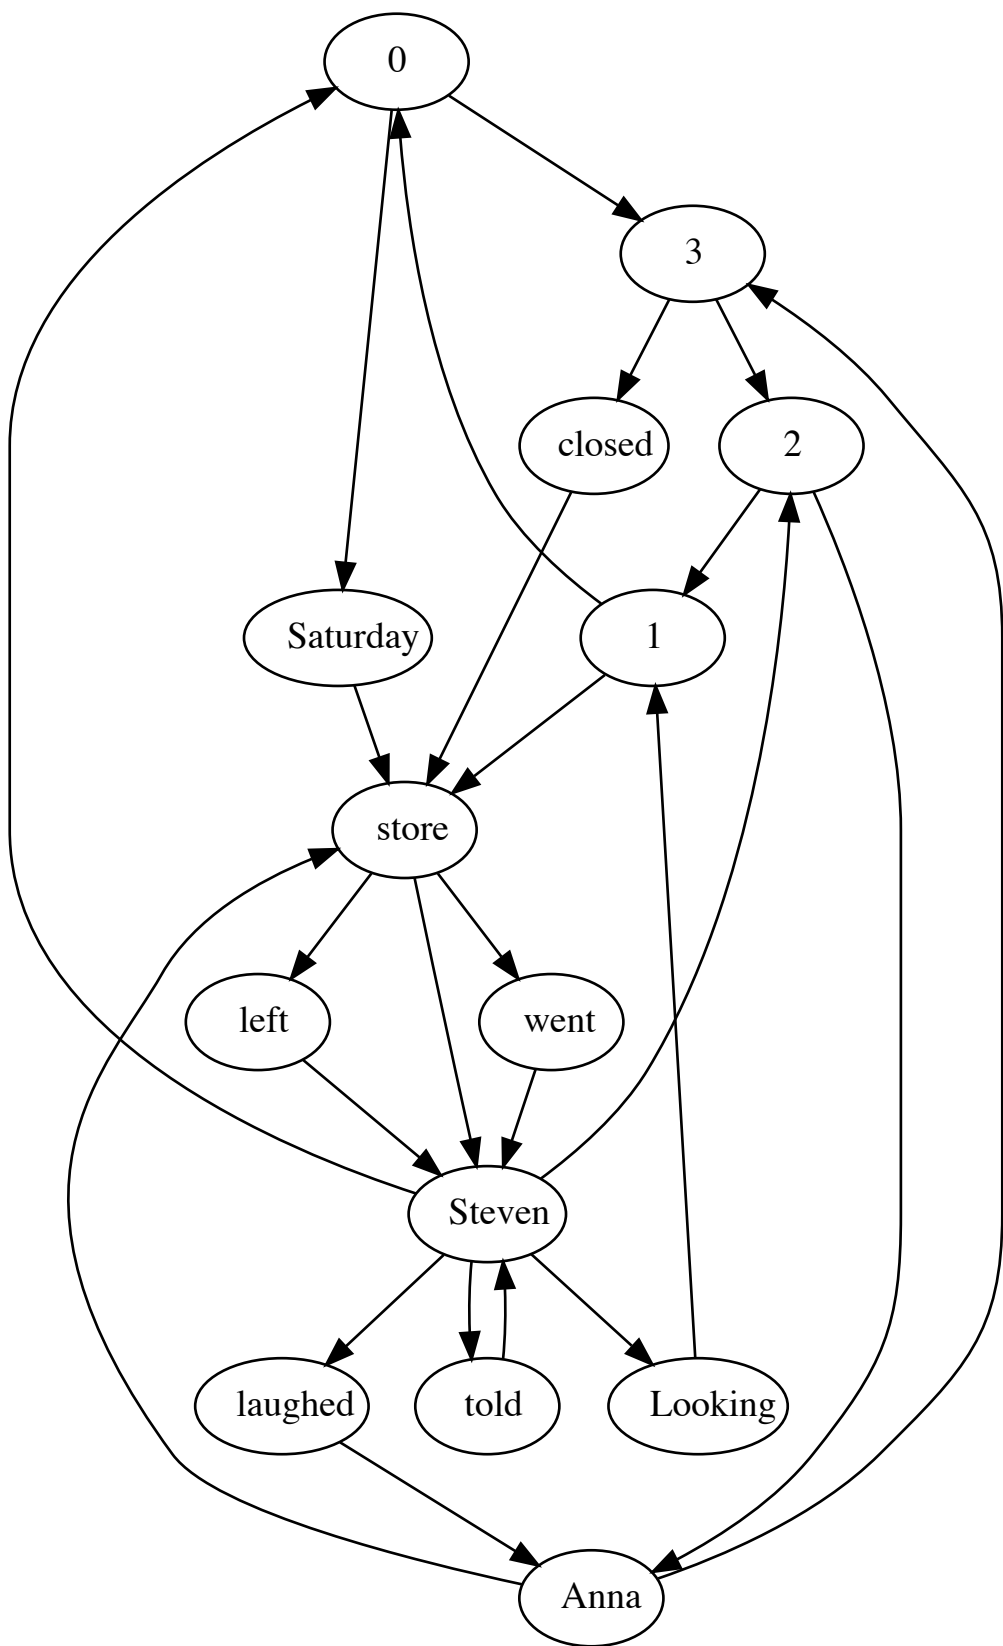 0
3
closed
2
Saturday
1
store
left
went
Steven
laughed
told
Looking
Anna